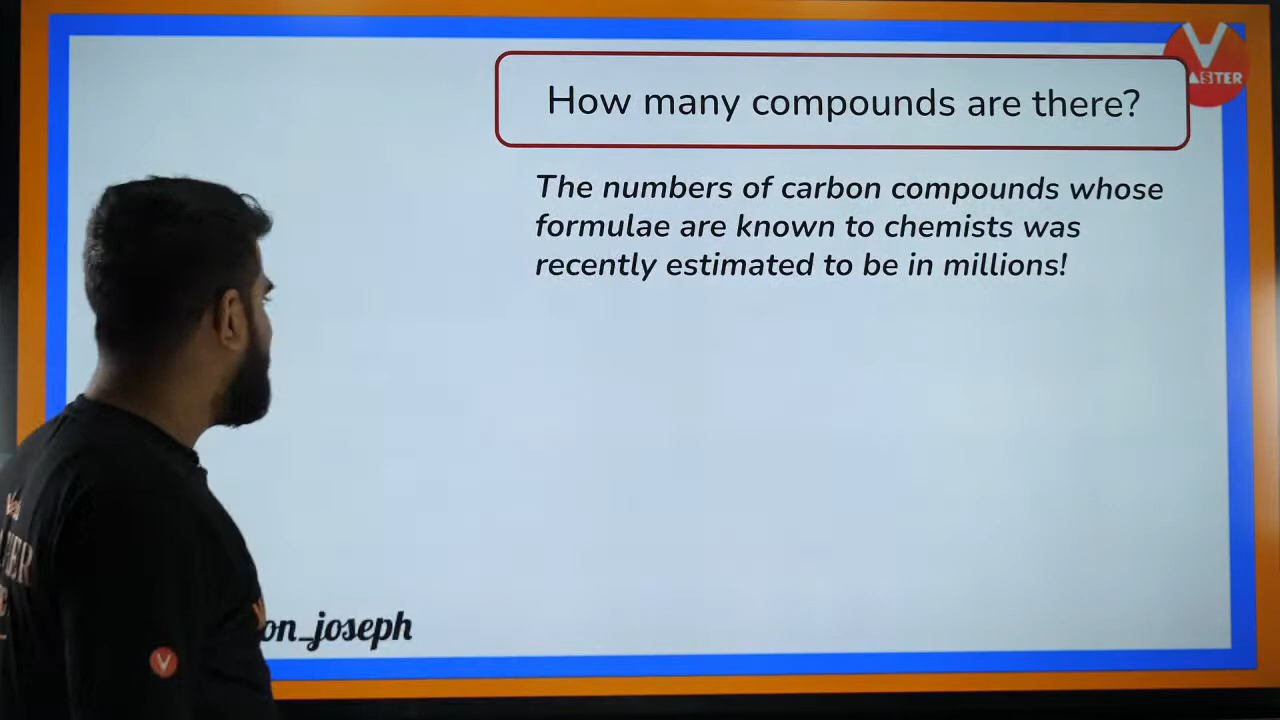 How many compounds are there?
The numbers of carbon compounds whose
formulae are known to chemists was
recently estimated to be in millions!
on_joseph
V